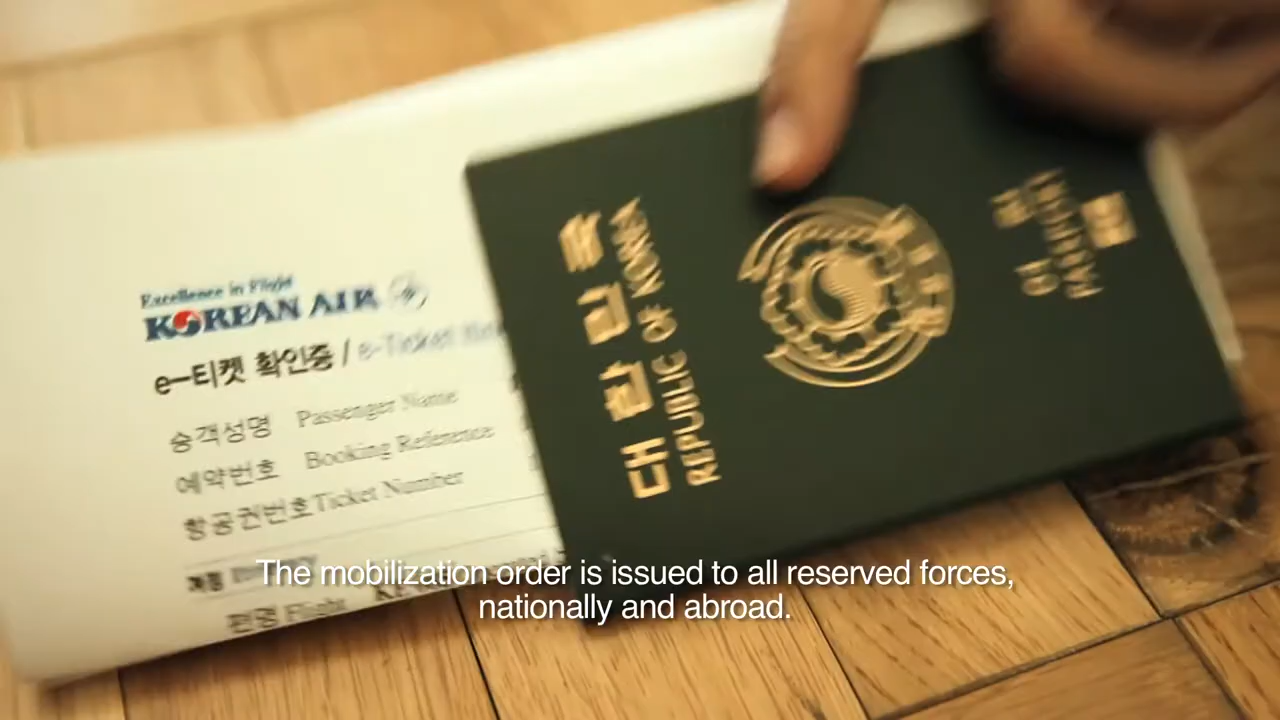 Excellence in Flight
KOREAN AIR
e-티켓 확인증 / e-Ticket
승객성명 Passenger Name
예약번호 Booking Reference
항공권번호 Ticket Number
편명 Flight
대한민국
REPUBLIC OF KOREA
여권
PASSPORT
The mobilization order is issued to all reserved forces,
nationally and abroad.